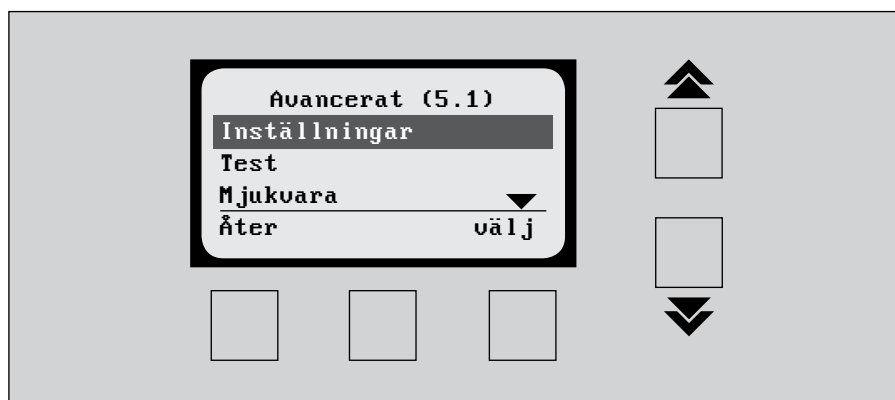 Avancerat (5.1)
Inställningar
Test
Mjukvara
Åter välj